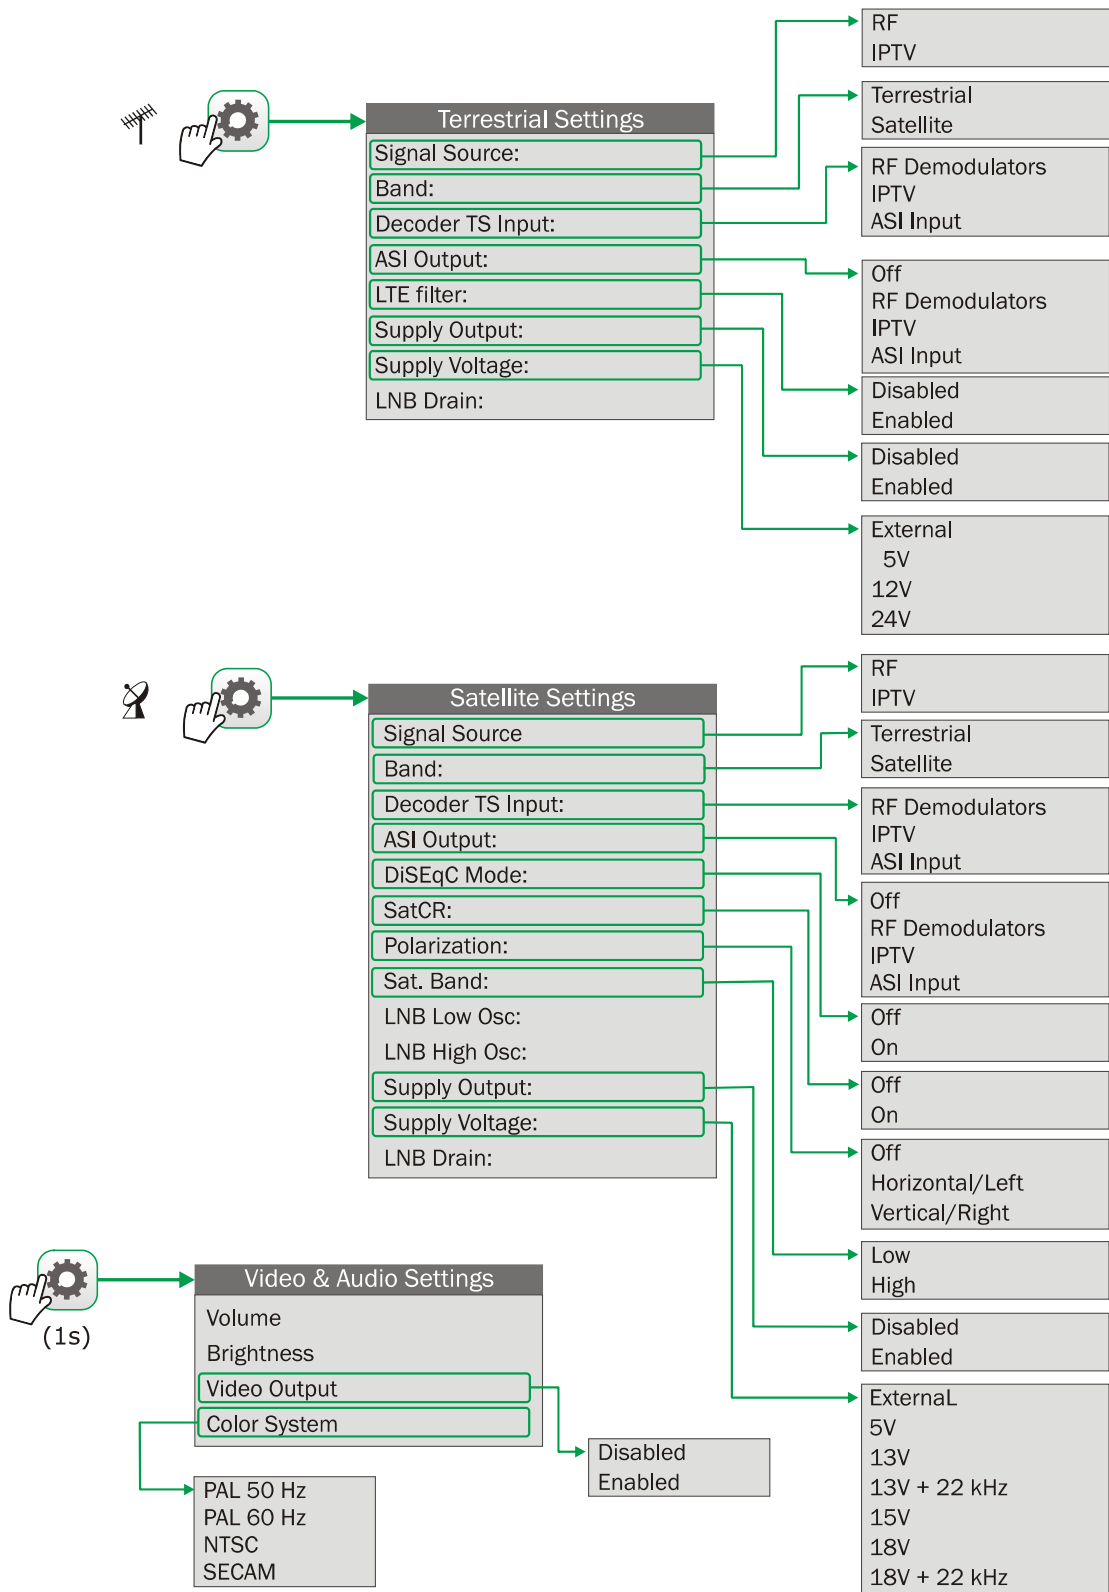 RF
IPTV
Terrestrial
Satellite
RF Demodulators
IPTV
ASI Input
Off
RF Demodulators
IPTV
ASI Input
Disabled
Enabled
Disabled
Enabled
External
5V
12V
24V
Terrestrial Settings
Signal Source:
Band:
Decoder TS Input:
ASI Output:
LTE filter:
Supply Output:
Supply Voltage:
LNB Drain:
Satellite Settings
Signal Source
Band:
Decoder TS Input:
ASI Output:
DiSEqC Mode:
SatCR:
Polarization:
Sat. Band:
LNB Low Osc:
LNB High Osc:
Supply Output:
Supply Voltage:
LNB Drain:
RF
IPTV
Terrestrial
Satellite
RF Demodulators
IPTV
ASI Input
Off
RF Demodulators
IPTV
ASI Input
Off
On
Off
On
Off
Horizontal/Left
Vertical/Right
Low
High
Disabled
Enabled
ExternaL
5V
13V
13V + 22 kHz
15V
18V
18V + 22 kHz
(1s)
Video & Audio Settings
Volume
Brightness
Video Output
Color System
Disabled
Enabled
PAL 50 Hz
PAL 60 Hz
NTSC
SECAM